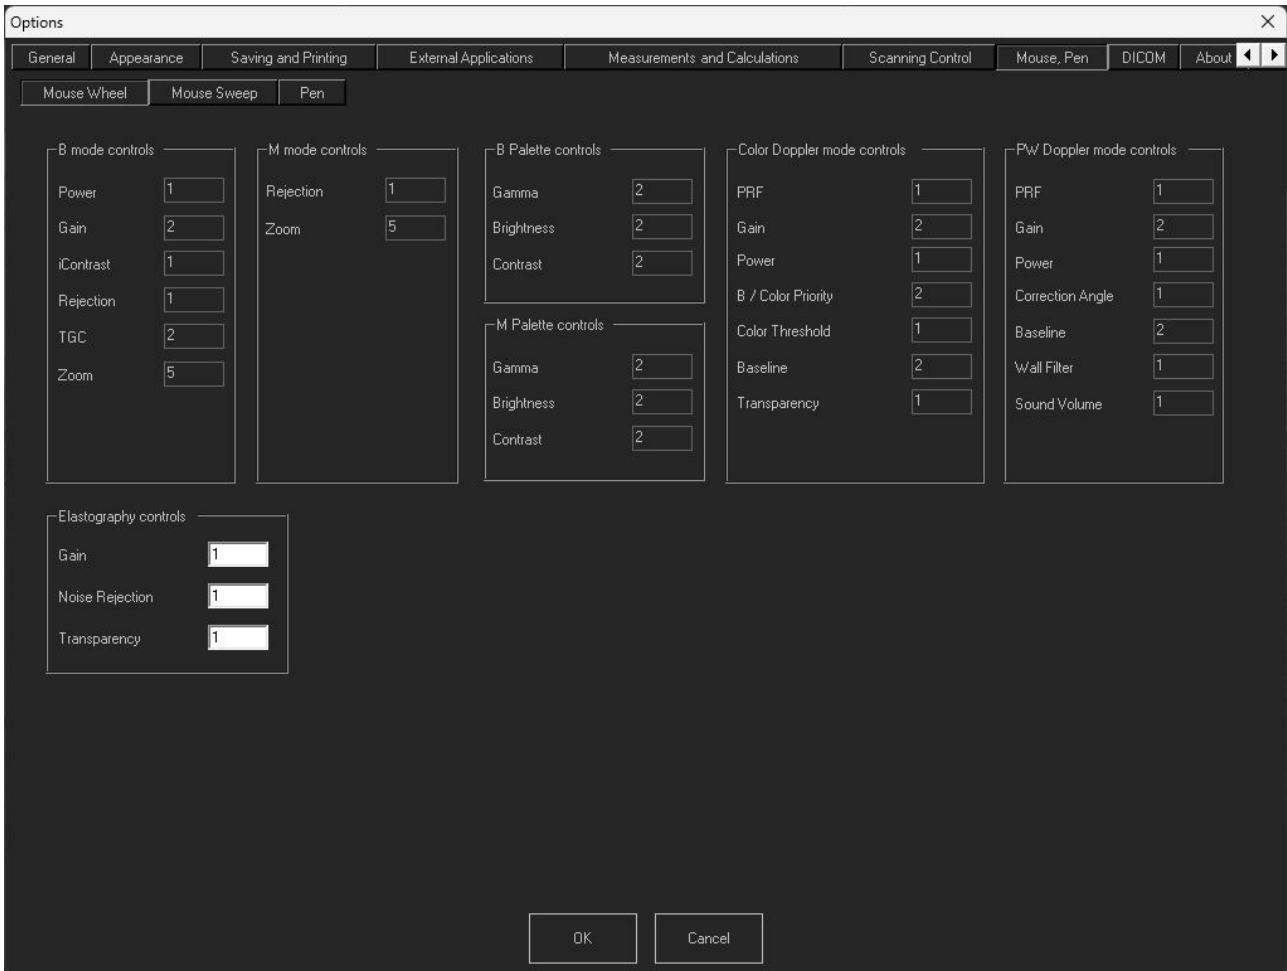 Options
General Appearance Saving and Printing External Applications Measurements and Calculations Scanning Control Mouse, Pen DICOM About
Mouse Wheel Mouse Sweep Pen
B mode controls
Power 1
Gain 2
iContrast 1
Rejection 1
TGC 2
Zoom 5
M mode controls
Rejection 1
Zoom 5
B Palette controls
Gamma 2
Brightness 2
Contrast 2
M Palette controls
Gamma 2
Brightness 2
Contrast 2
Color Doppler mode controls
PRF 1
Gain 2
Power 1
B / Color Priority 2
Color Threshold 1
Baseline 2
Transparency 1
PW Doppler mode controls
PRF 1
Gain 2
Power 1
Correction Angle 1
Baseline 2
Wall Filter 1
Sound Volume 1
Elastography controls
Gain 1
Noise Rejection 1
Transparency 1
OK Cancel